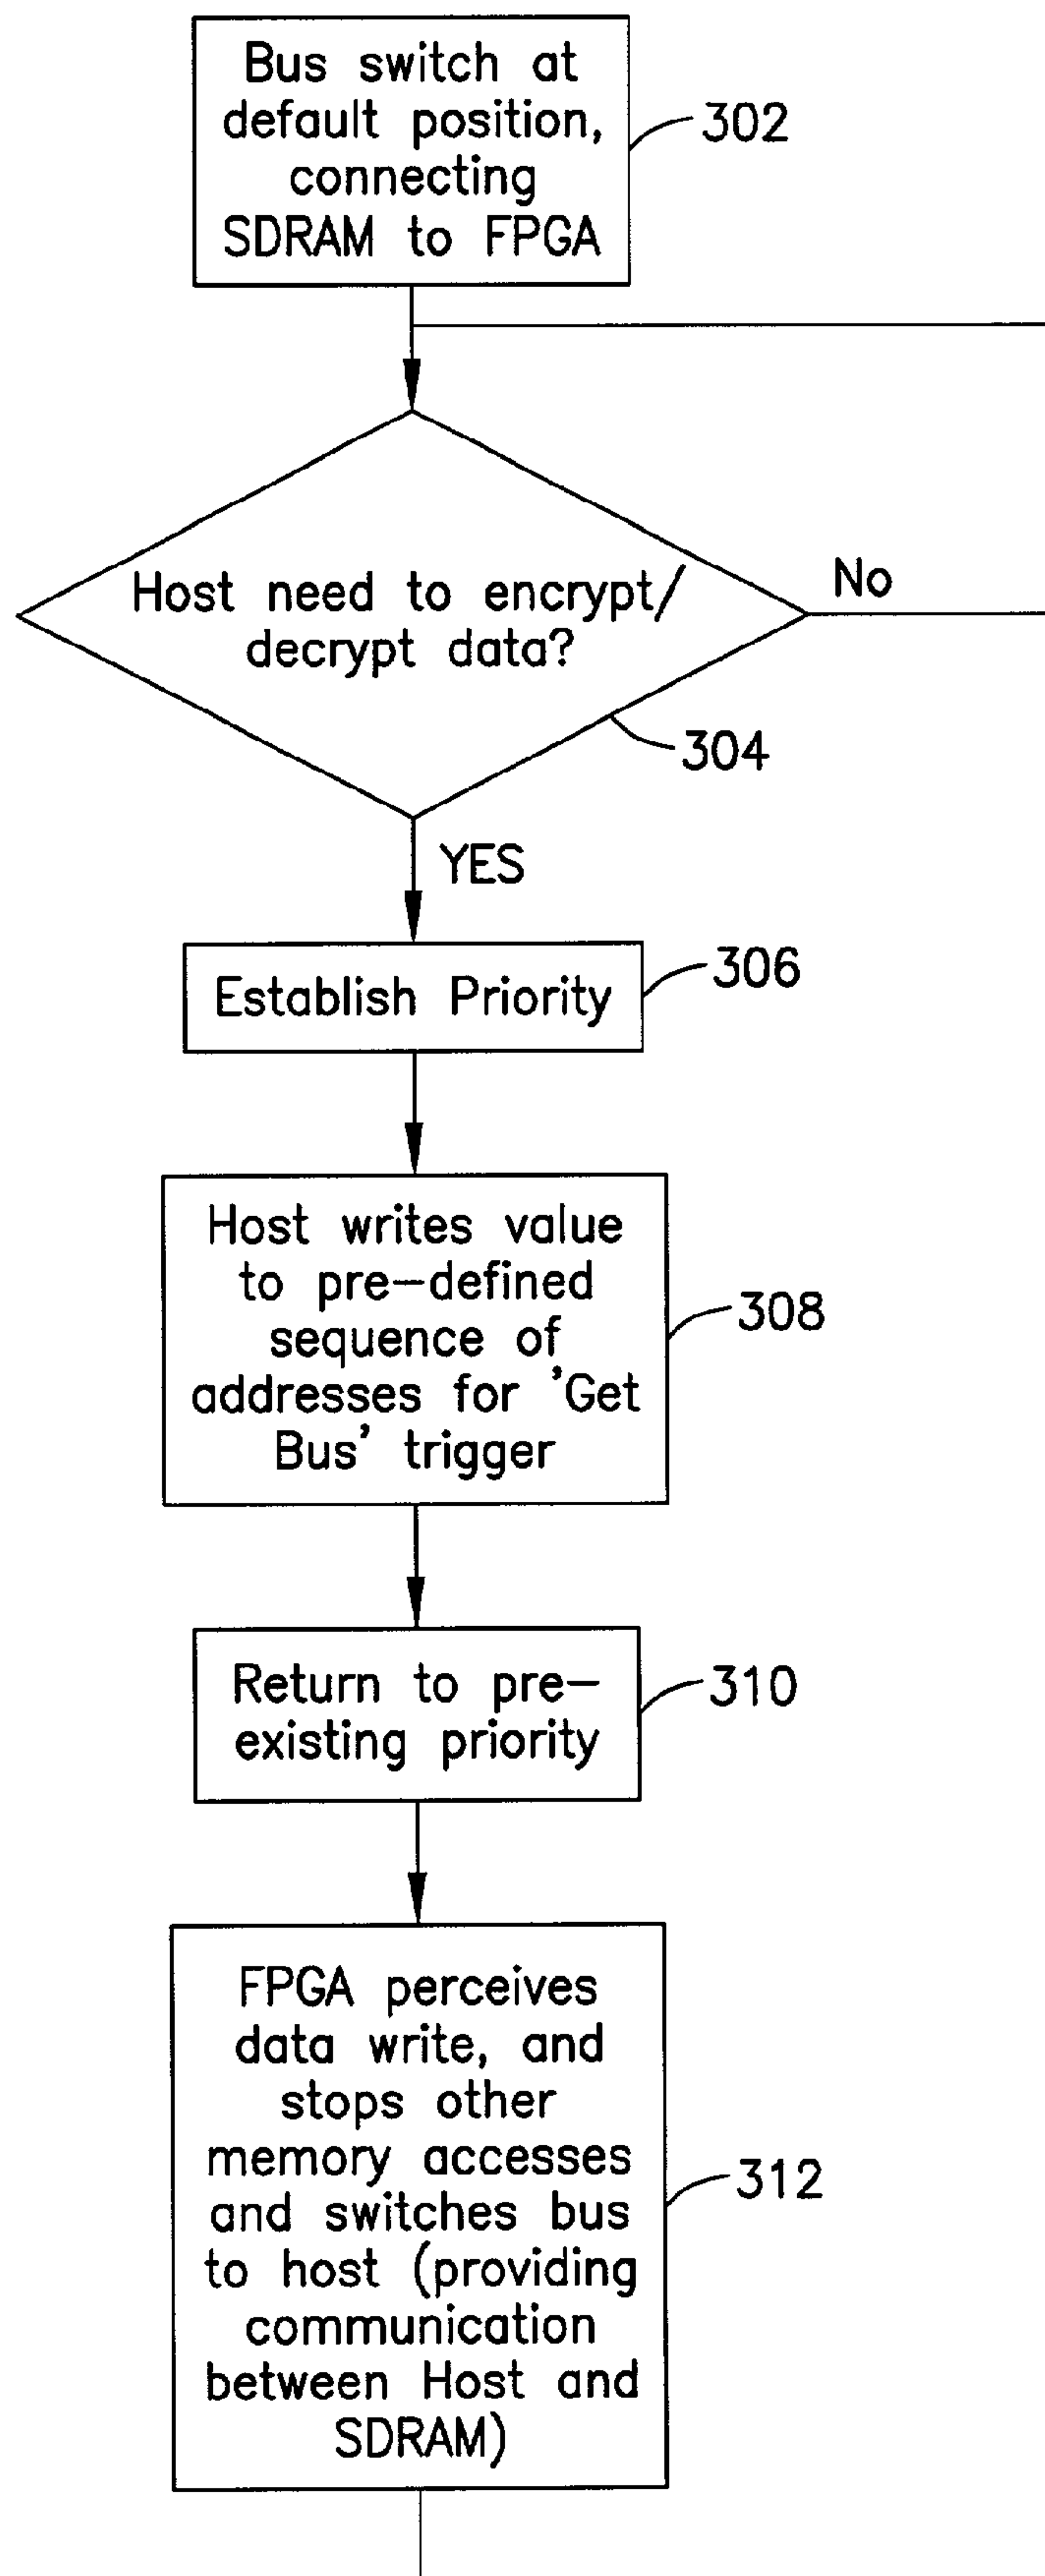 Bus switch at
default position,
connecting
SDRAM to FPGA
302
Host need to encrypt/
decrypt data?
No
304
YES
Establish Priority
306
Host writes value
to pre-defined
sequence of
addresses for 'Get
Bus' trigger
308
Return to pre-
existing priority
310
FPGA perceives
data write, and
stops other
memory accesses
and switches bus
to host (providing
communication
between Host and
SDRAM)
312